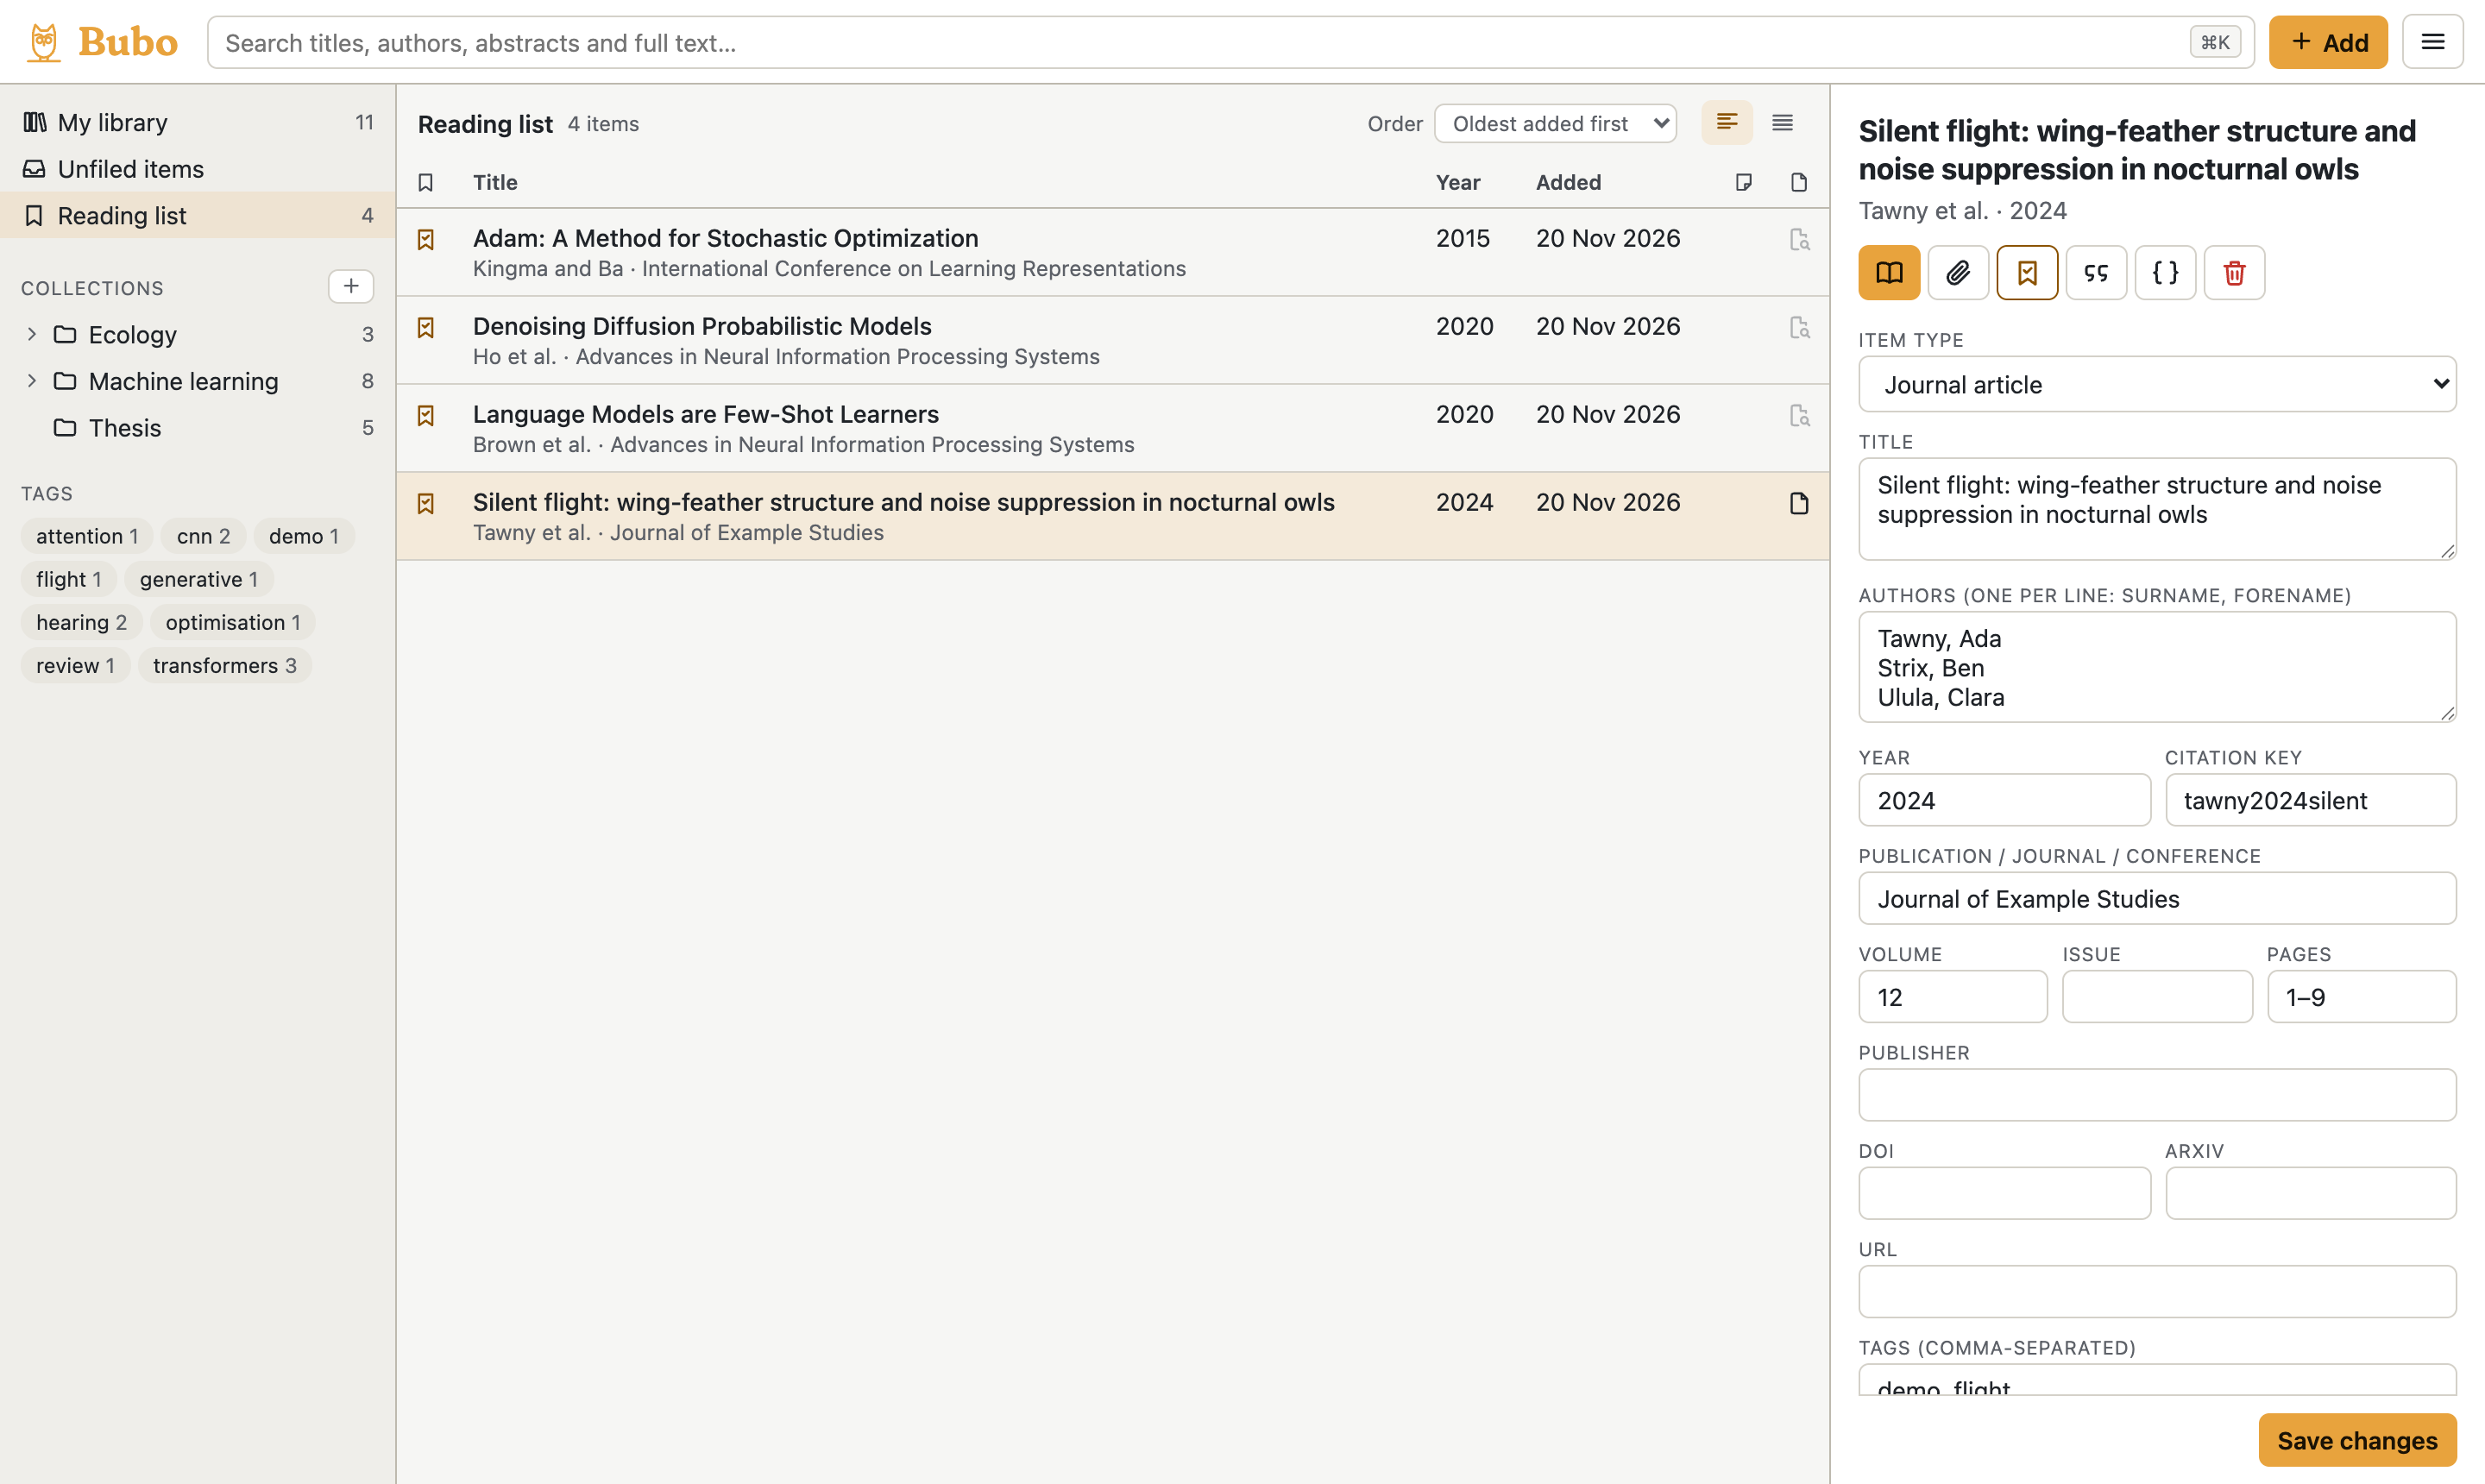 Bubo
Search titles, authors, abstracts and full text...
⌘K
+ Add
My library 11
Unfiled items
Reading list 4
COLLECTIONS
+
Ecology 3
Machine learning 8
Thesis 5
TAGS
attention 1 cnn 2 demo 1
flight 1 generative 1
hearing 2 optimisation 1
review 1 transformers 3
Reading list 4 items
Order Oldest added first
Title Year Added
Adam: A Method for Stochastic Optimization 2015 20 Nov 2026
Kingma and Ba · International Conference on Learning Representations
Denoising Diffusion Probabilistic Models 2020 20 Nov 2026
Ho et al. · Advances in Neural Information Processing Systems
Language Models are Few-Shot Learners 2020 20 Nov 2026
Brown et al. · Advances in Neural Information Processing Systems
Silent flight: wing-feather structure and noise suppression in nocturnal owls 2024 20 Nov 2026
Tawny et al. · Journal of Example Studies
Silent flight: wing-feather structure and
noise suppression in nocturnal owls
Tawny et al. · 2024
{ }
ITEM TYPE
Journal article
TITLE
Silent flight: wing-feather structure and noise
suppression in nocturnal owls
AUTHORS (ONE PER LINE: SURNAME, FORENAME)
Tawny, Ada
Strix, Ben
Ulula, Clara
YEAR CITATION KEY
2024 tawny2024silent
PUBLICATION / JOURNAL / CONFERENCE
Journal of Example Studies
VOLUME ISSUE PAGES
12 1–9
PUBLISHER
DOI ARXIV
URL
TAGS (COMMA-SEPARATED)
demo, flight
Save changes